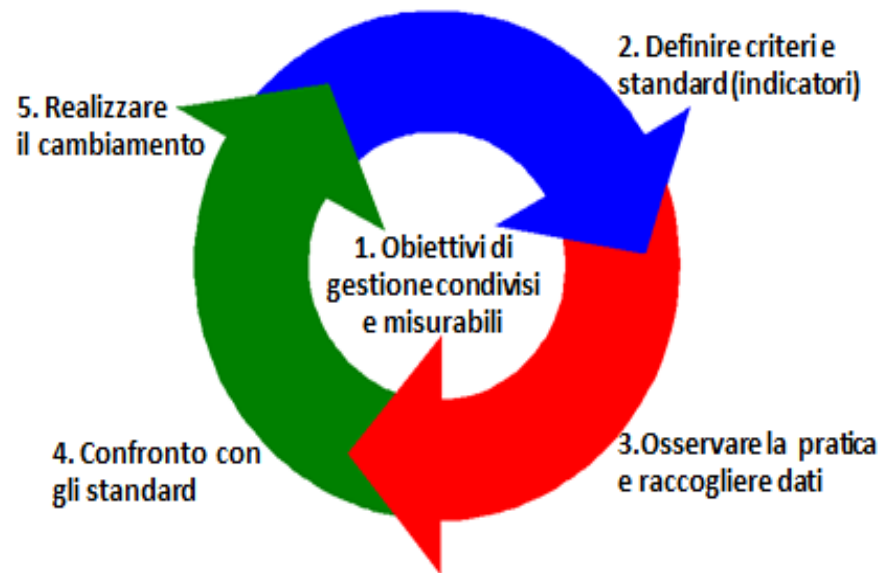 1. Obiettivi di
gestione condivisi
e misurabili
2. Definire criteri e
standard (indicatori)
3.Osservare la pratica
e raccogliere dati
4. Confronto con
gli standard
5. Realizzare
il cambiamento